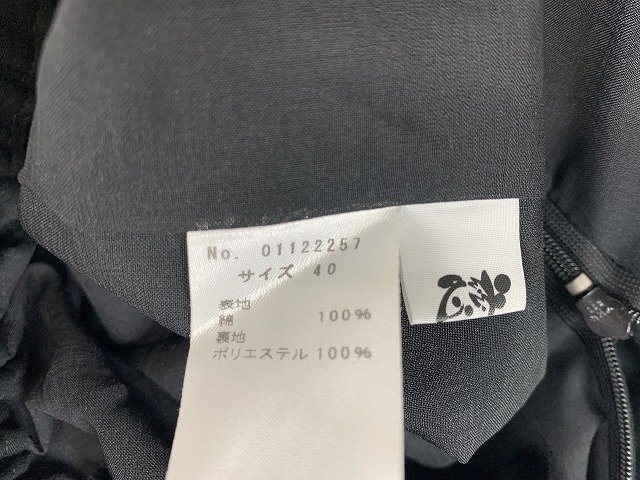 No. 01122257
サイズ 40
表地
綿 100%
裏地
ポリエステル 100%